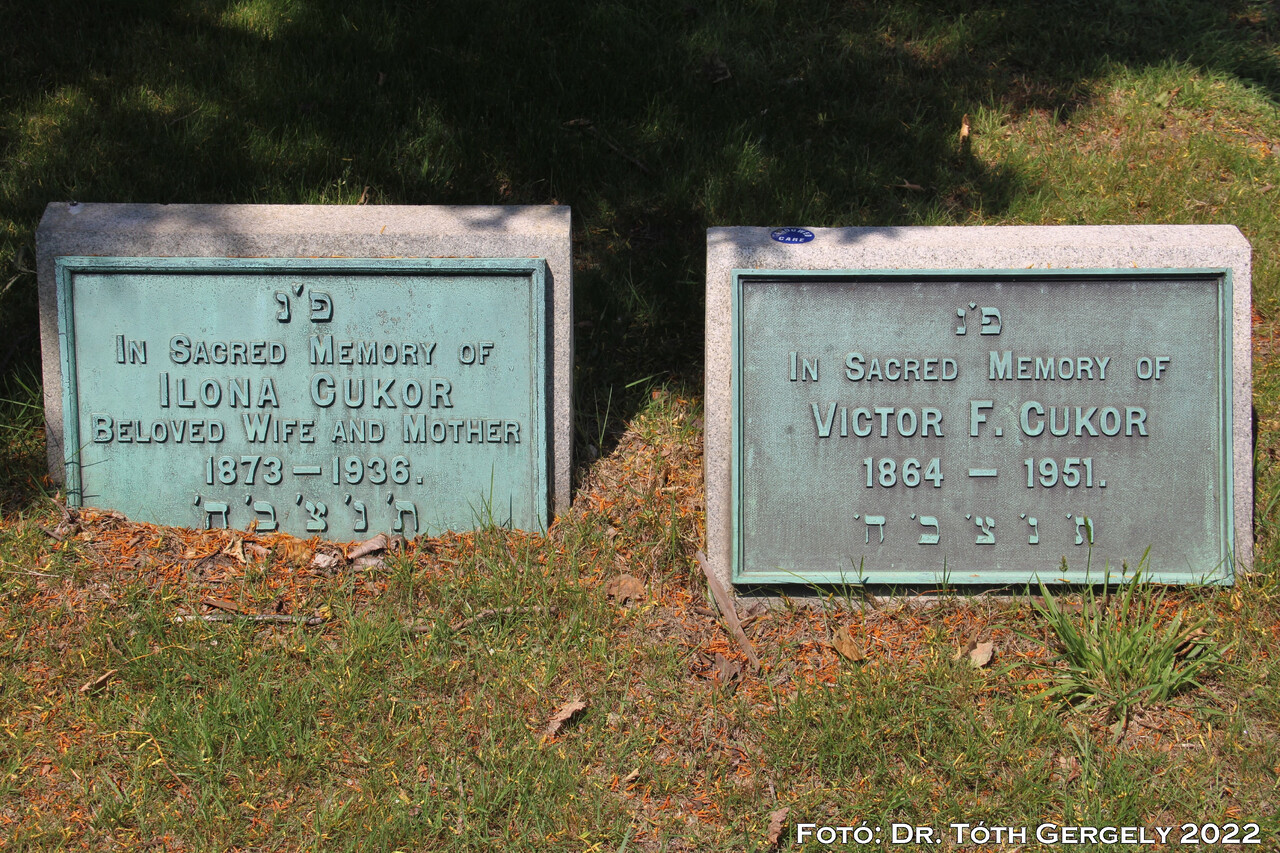 פ'נ
IN SACRED MEMORY OF
ILONA CUKOR
BELOVED WIFE AND MOTHER
1873 — 1936.
ת' נ' צ' ב' ה'
CARE
פ'נ
IN SACRED MEMORY OF
VICTOR F. CUKOR
1864 — 1951.
ת' נ' צ' ב' ה'
FOTÓ: DR. TÓTH GERGELY 2022